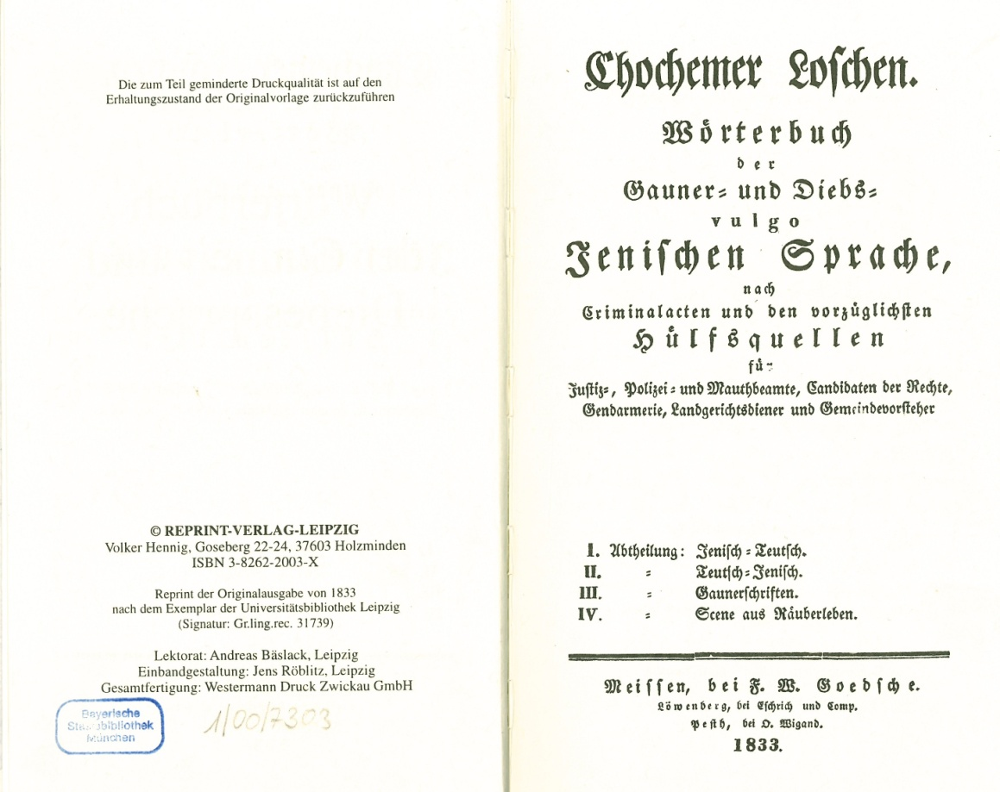 Die zum Teil geminderte Druckqualität ist auf den
Erhaltungszustand der Originalvorlage zurückzuführen
© REPRINT-VERLAG-LEIPZIG
Volker Hennig, Goseberg 22-24, 37603 Holzminden
ISBN 3-8262-2003-X
Reprint der Originalausgabe von 1833
nach dem Exemplar der Universitätsbibliothek Leipzig
(Signatur: Gr.ling.rec. 31739)
Lektorat: Andreas Bäslack, Leipzig
Einbandgestaltung: Jens Röblitz, Leipzig
Gesamtfertigung: Westermann Druck Zwickau GmbH
Bayerische
Staatsbibliothek
München
1/00/7303
Chochemer Loschen.
Wörterbuch
der
Gauner- und Diebs-
vulgo
Jenischen Sprache,
nach
Criminalacten und den vorzüglichsten
Hülfsquellen
für
Justiz-, Polizei- und Mauthbeamte, Candidaten der Rechte,
Gendarmerie, Landgerichtsdiener und Gemeindevorsteher
I. Abtheilung: Jenisch-Teutsch.
II. = Teutsch-Jenisch.
III. = Gaunerschriften.
IV. = Scene aus Räuberleben.
Meissen, bei F. W. Goedsche.
Löwenberg, bei Eschrich und Comp.
Pesth, bei O. Wigand.
1833.